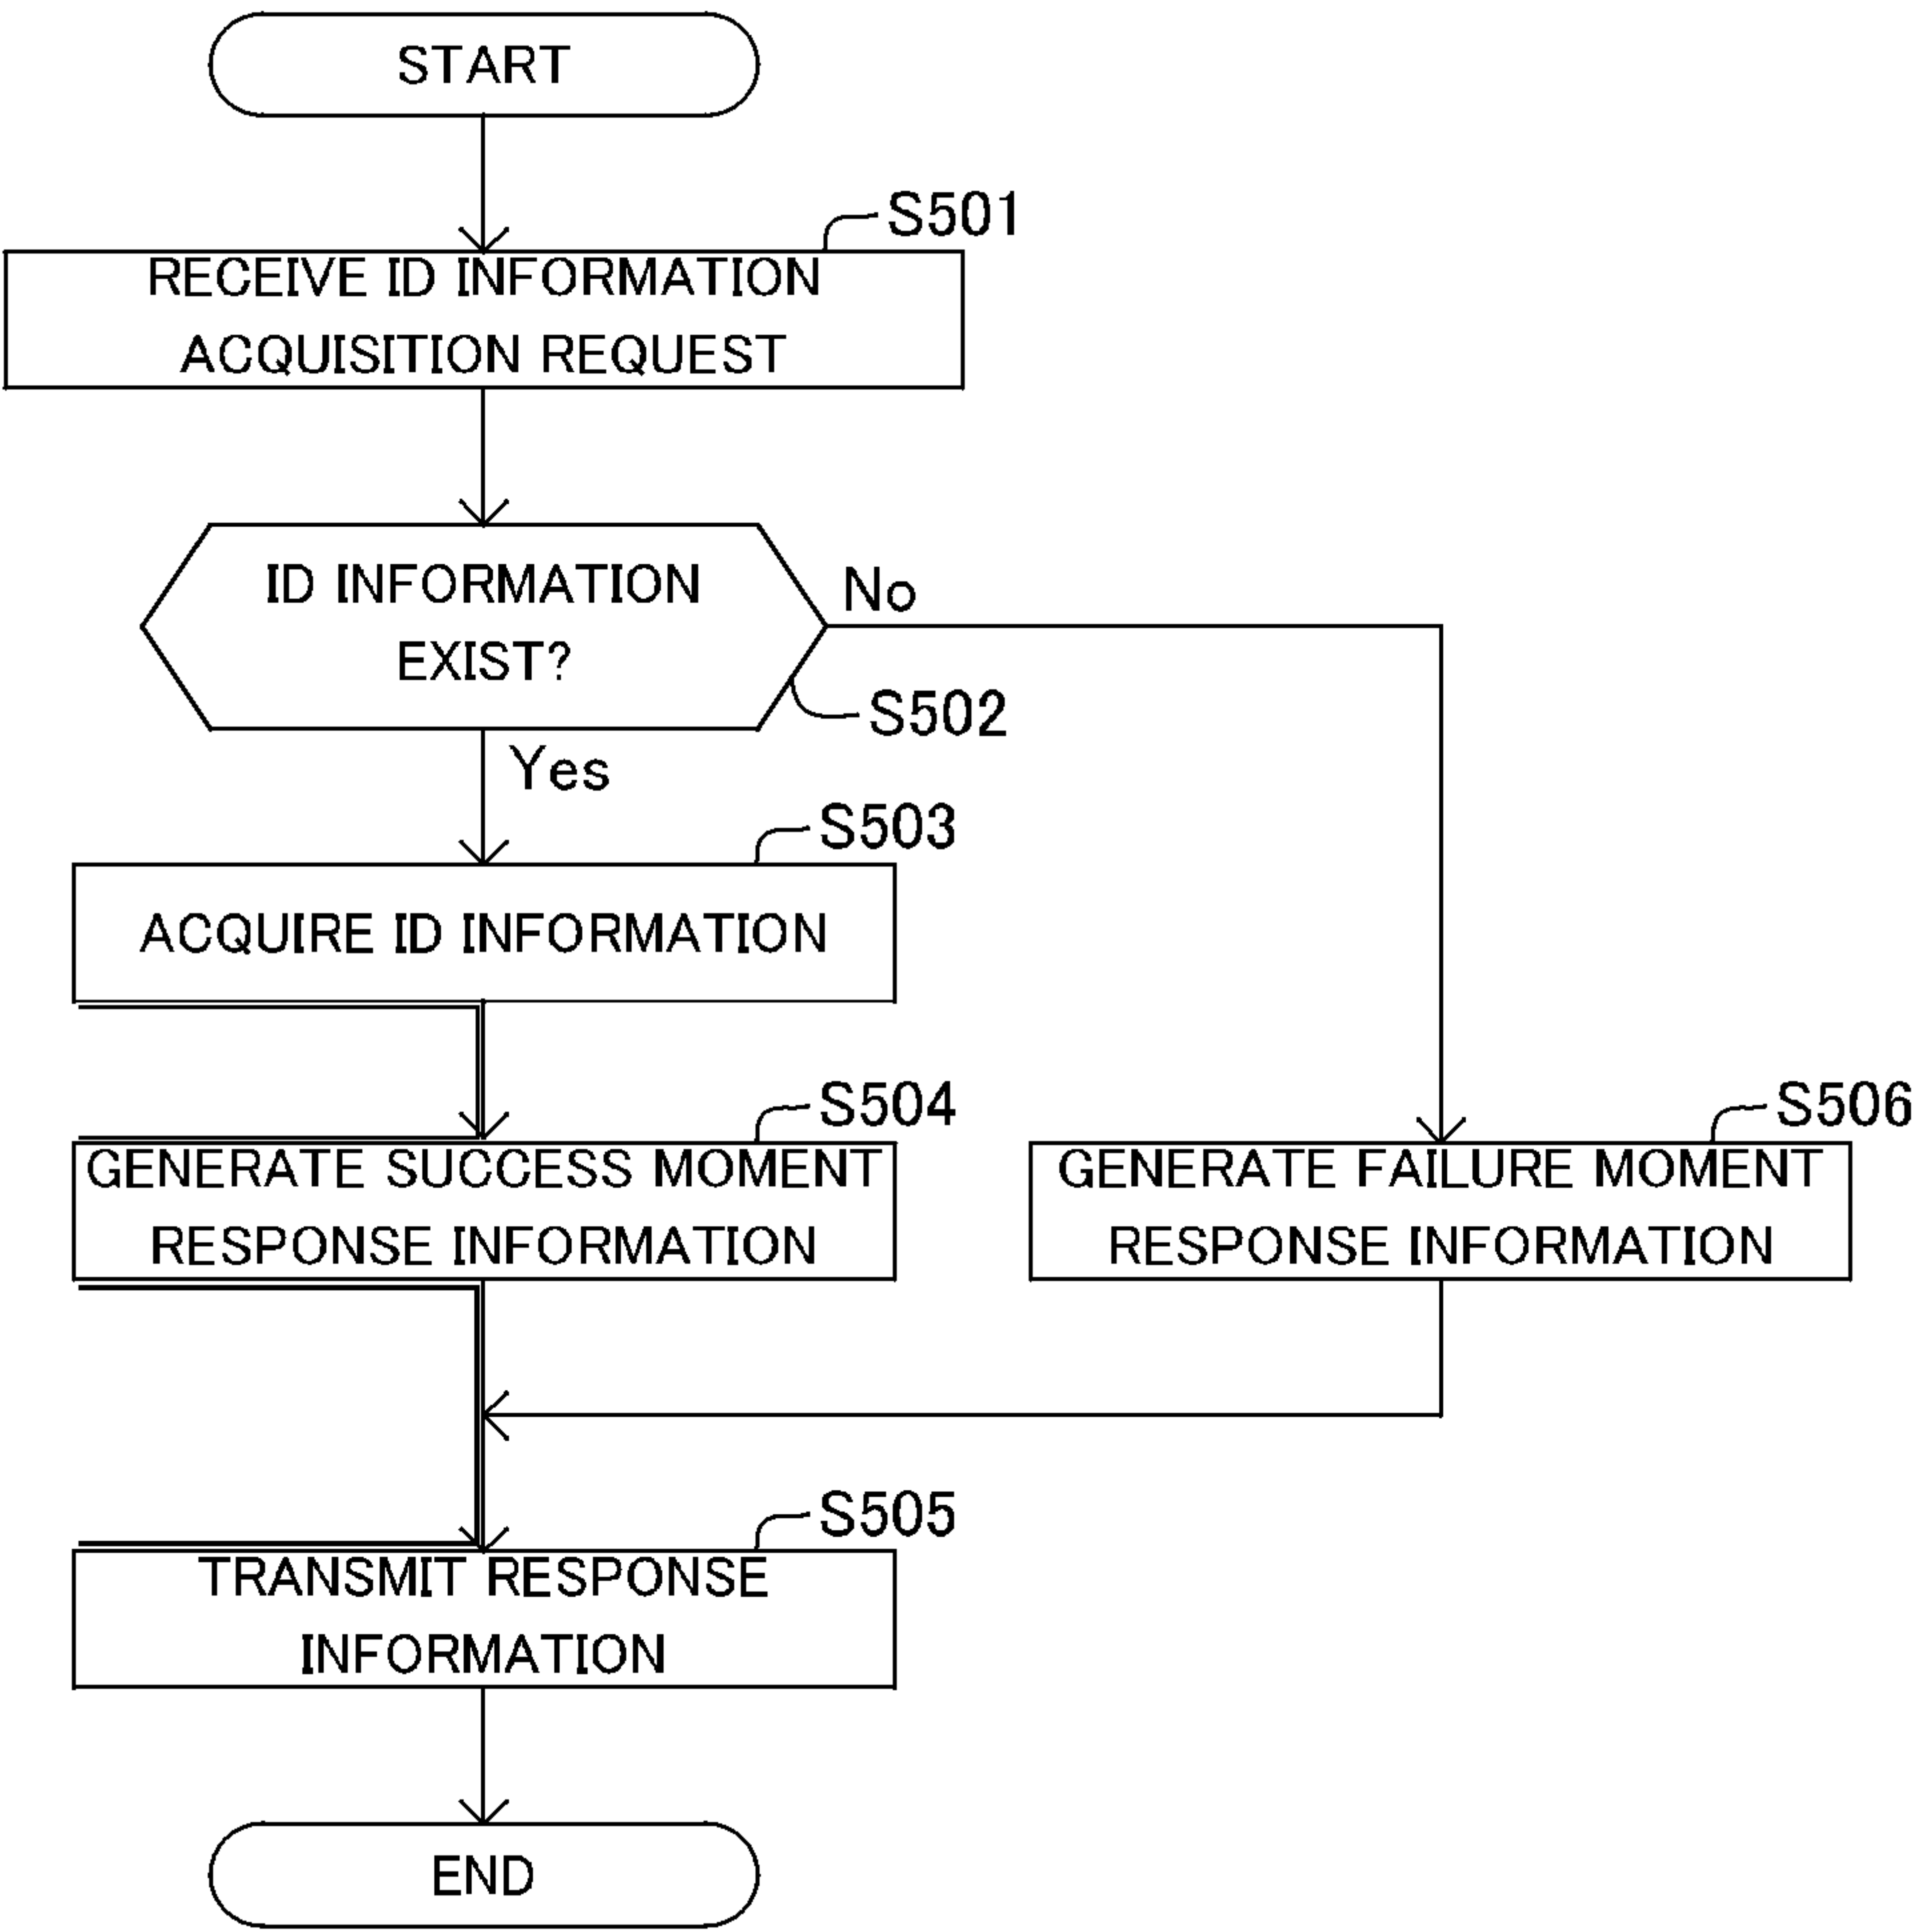 START
S501
RECEIVE ID INFORMATION
ACQUISITION REQUEST
ID INFORMATION
EXIST?
No
S502
Yes
S503
ACQUIRE ID INFORMATION
S504
GENERATE SUCCESS MOMENT
RESPONSE INFORMATION
S506
GENERATE FAILURE MOMENT
RESPONSE INFORMATION
S505
TRANSMIT RESPONSE
INFORMATION
END